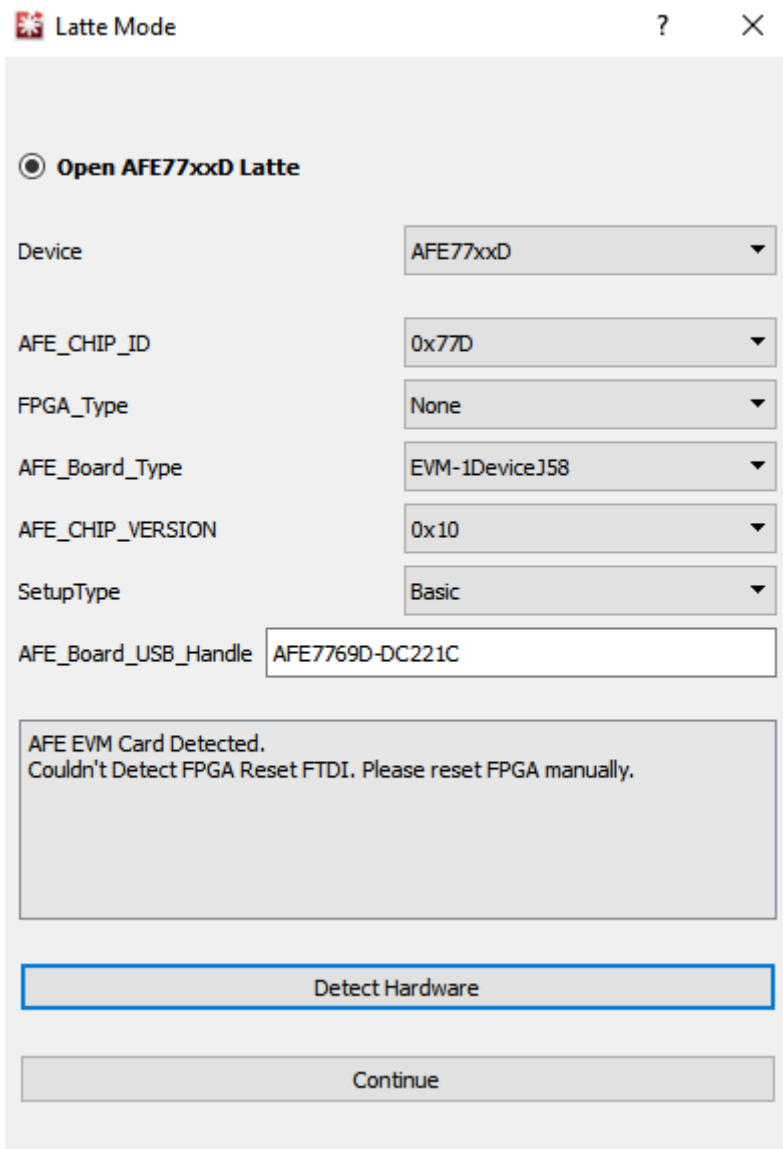 Latte Mode
?
Open AFE77xxD Latte
Device AFE77xxD
AFE_CHIP_ID 0x77D
FPGA_Type None
AFE_Board_Type EVM-1DeviceJ58
AFE_CHIP_VERSION 0x10
SetupType Basic
AFE_Board_USB_Handle AFE7769D-DC221C
AFE EVM Card Detected.
Couldn't Detect FPGA Reset FTDI. Please reset FPGA manually.
Detect Hardware
Continue